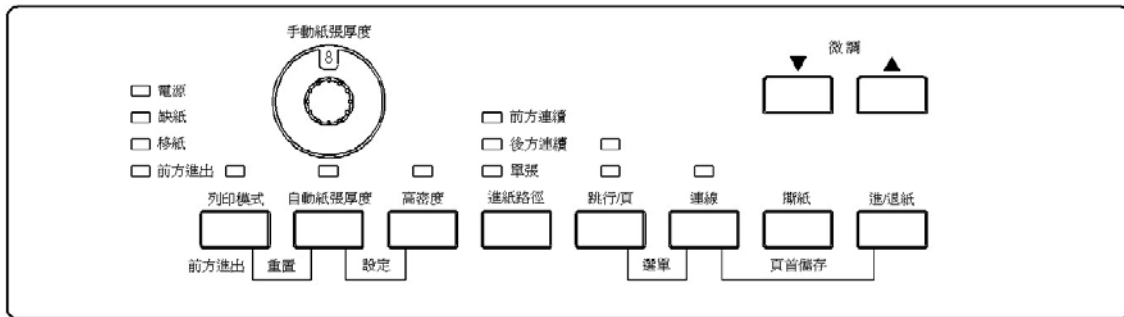 手動紙張厚度
8
微調
▼ ▲
電源
缺紙
移紙
前方進出
前方連續
後方連續
單張
列印模式 自動紙張厚度 高密度 進紙路徑 跳行/頁 連線 撕紙 進/退紙
前方進出 重置 設定 選單 頁首儲存